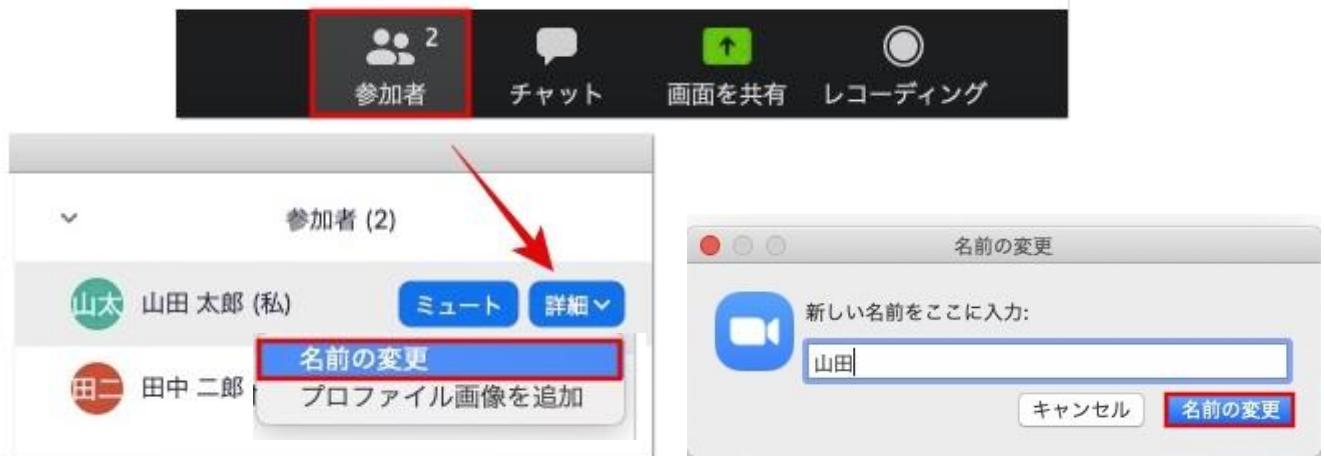 2
参加者
チャット
画面を共有
レコーディング
参加者 (2)
山太
山田 太郎 (私)
ミュート
詳細
名前の変更
田二
田中 二郎
プロファイル画像を追加
名前の変更
新しい名前をここに入力:
山田
キャンセル
名前の変更